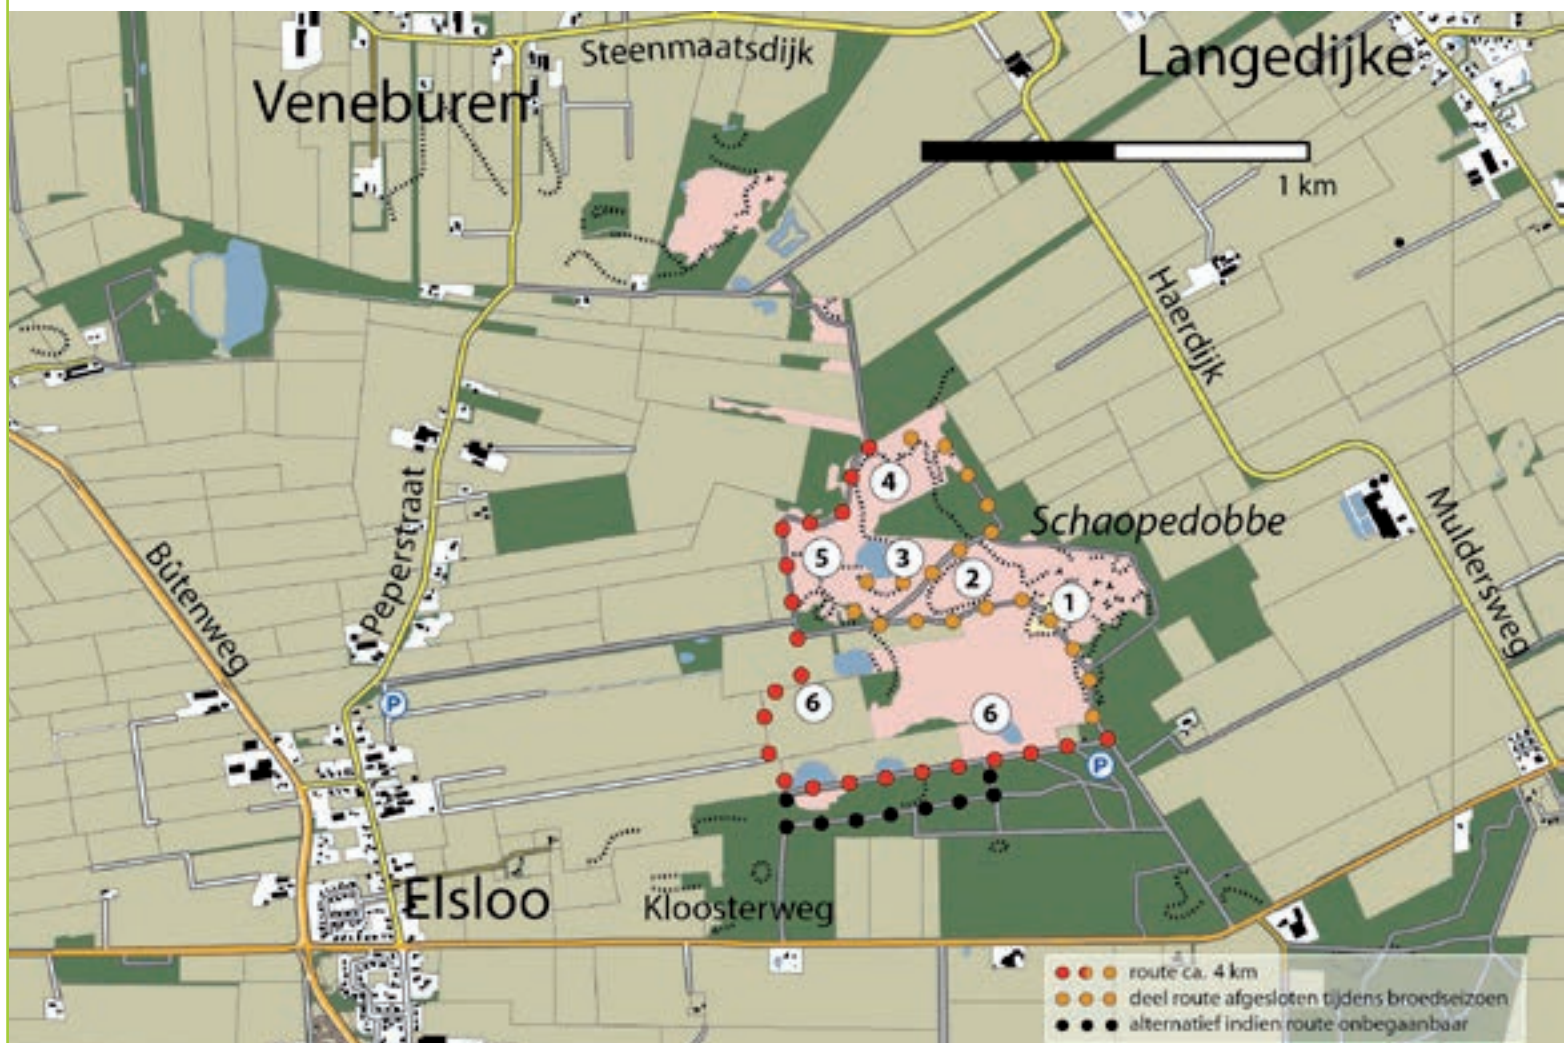 Steenmaatsdijk
Langedijke
Veneburen
1 km
Haerdijk
4
Schaopedobbe
Peperstraat
Muldersweg
5
3
2
1
Bûtenweg
P
6
6
P
Elsloo
Kloosterweg
route ca. 4 km
deel route afgesloten tijdens broedseizoen
alternatief indien route onbegaanbaar